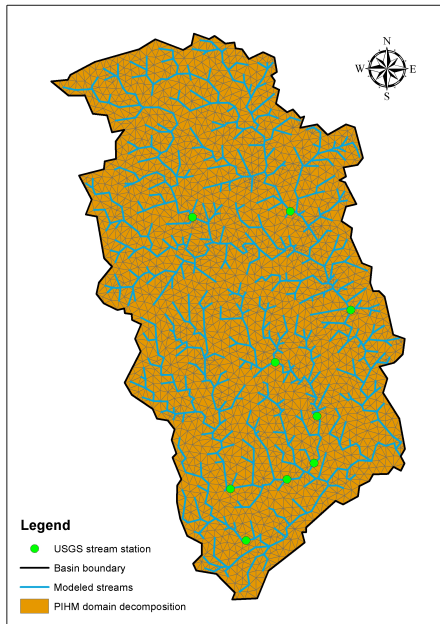 N
W E
S
Legend
USGS stream station
Basin boundary
Modeled streams
PIHM domain decomposition